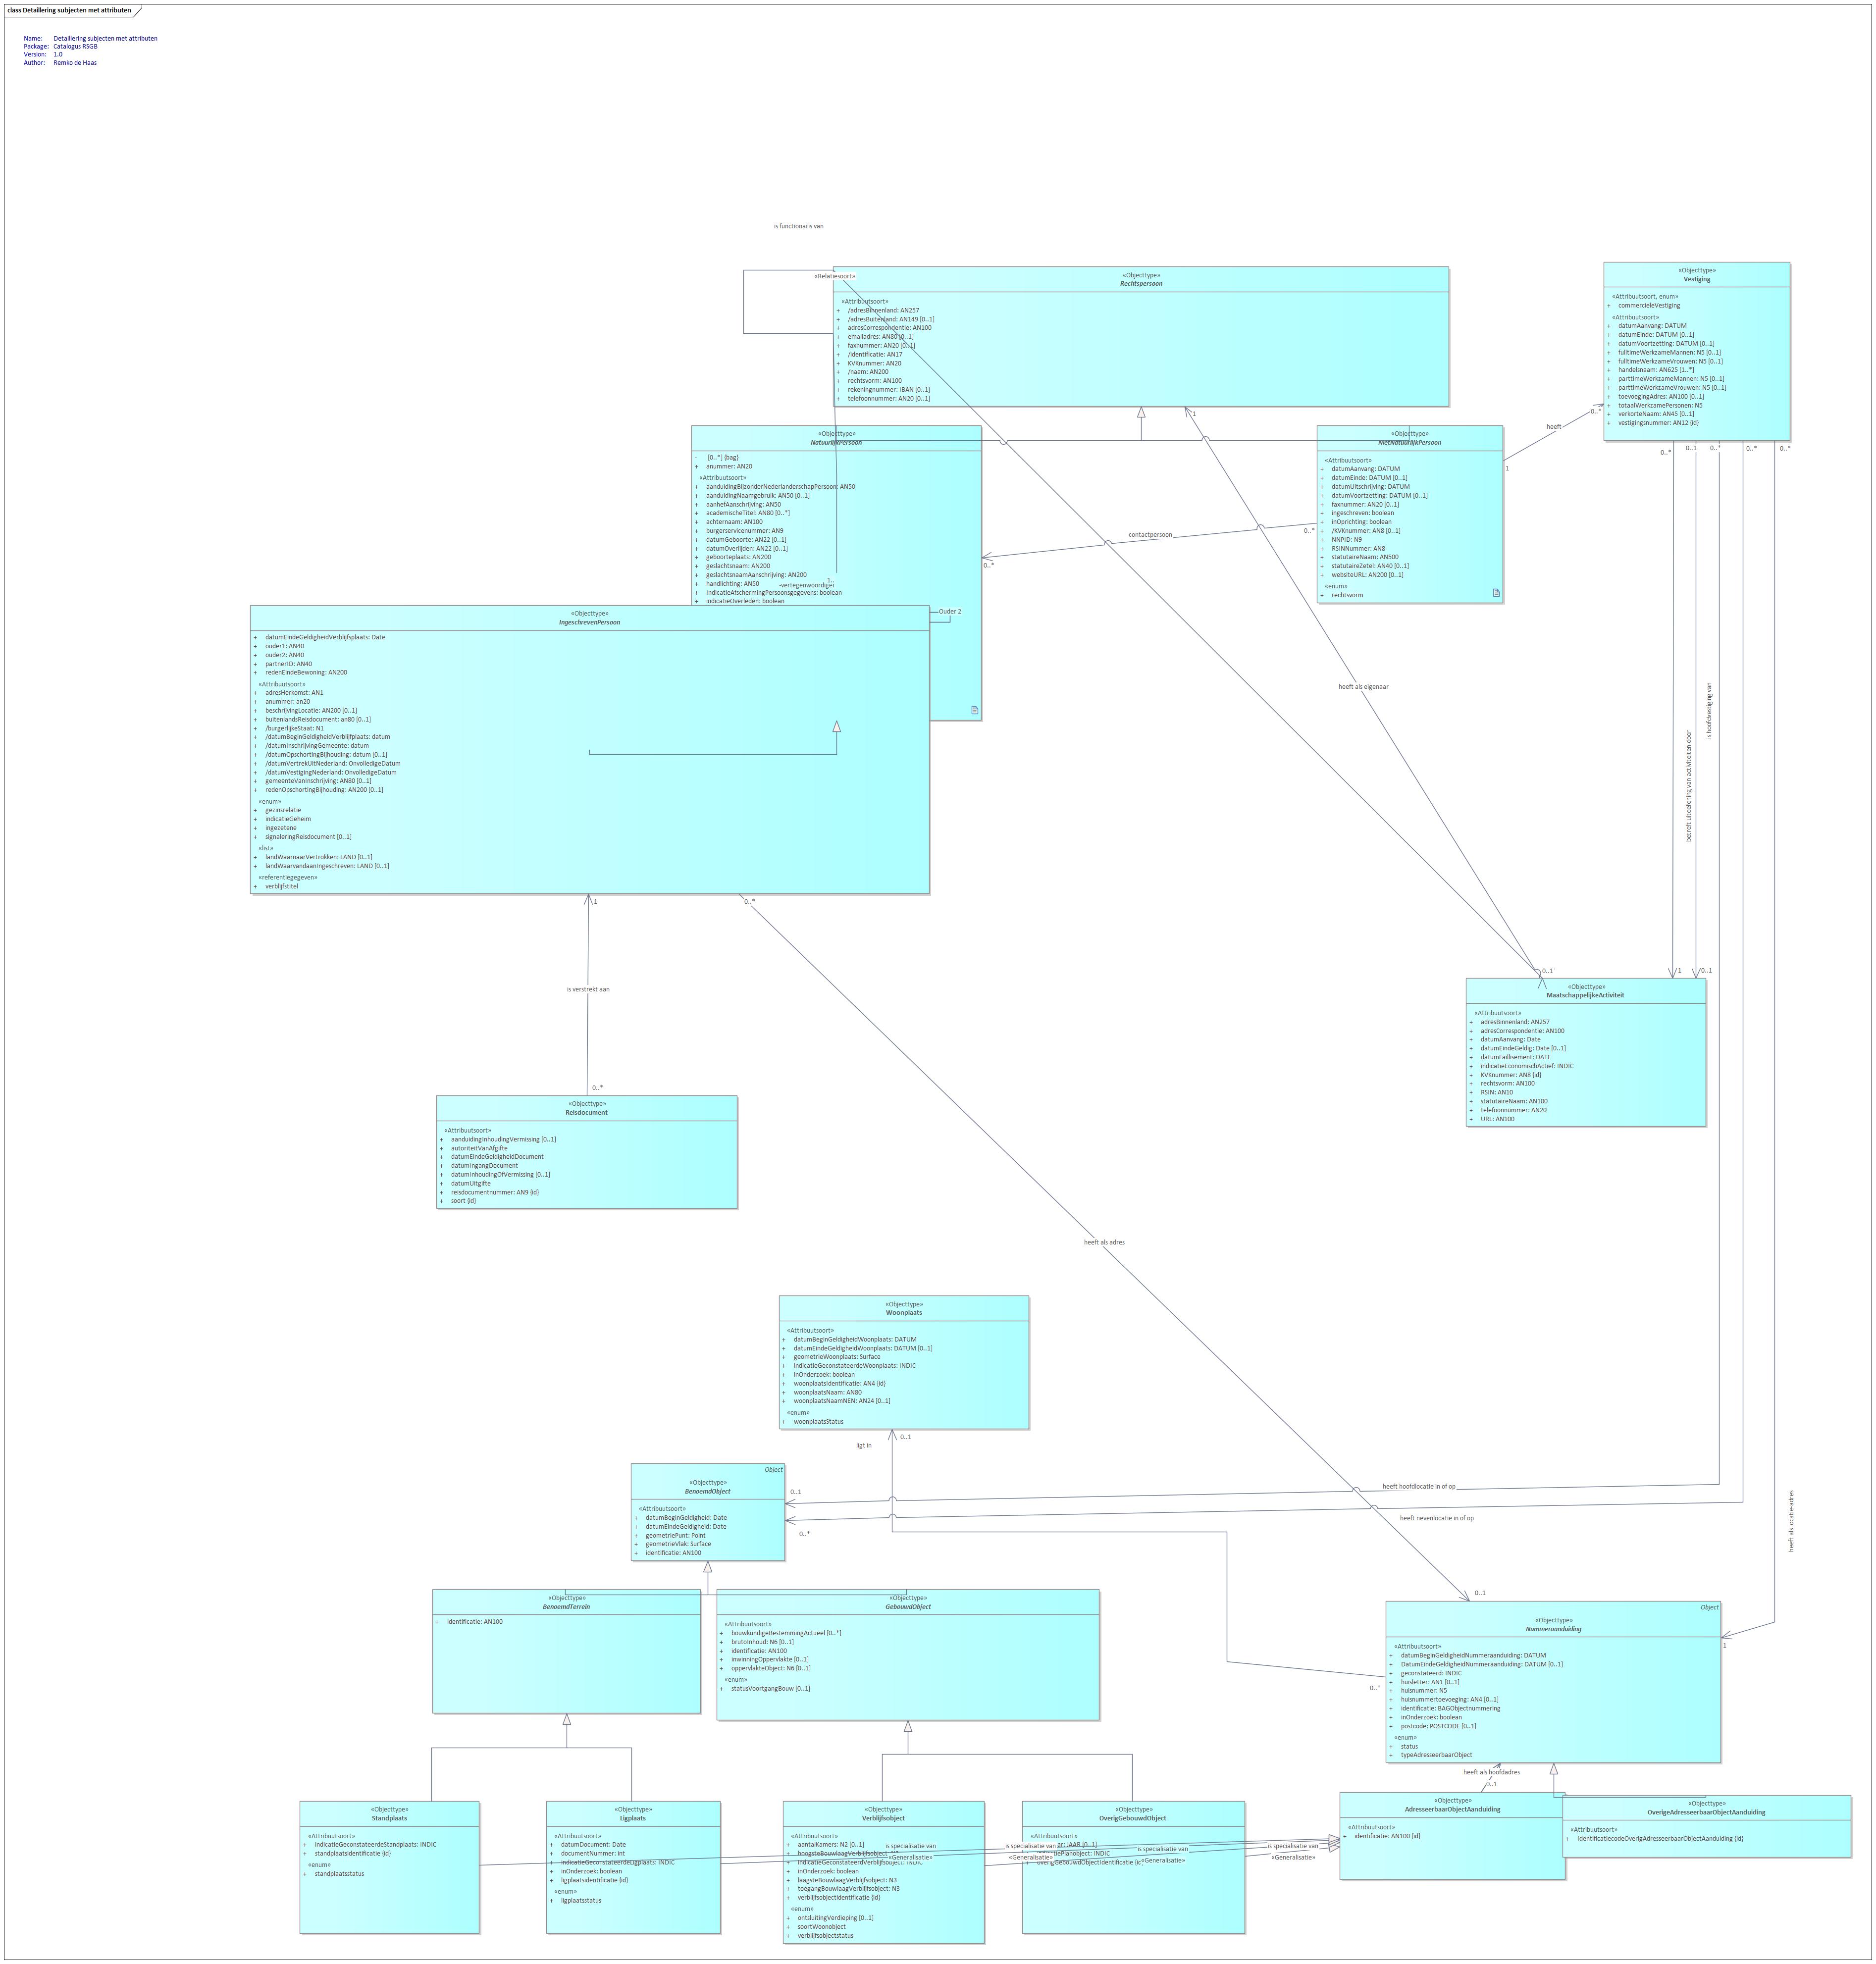 class Detaillering subjecten met attributen
Name: Detaillering subjecten met attributen
Package: Catalogus RSGB
Version: 1.0
Author: Remko de Haas
is functionaris van
«Relatiesoort»
«Objecttype»
Rechtspersoon
«Attribuutsoort»
+ /adresBinnenland: AN257
+ /adresBuitenland: AN149 [0..1]
+ adresCorrespondentie: AN100
+ emailadres: AN80 [0..1]
+ faxnummer: AN20 [0..1]
+ /identificatie: AN17
+ KVKnummer: AN20
+ /naam: AN200
+ rechtsvorm: AN100
+ rekeningnummer: IBAN [0..1]
+ telefoonnummer: AN20 [0..1]
«Objecttype»
Vestiging
«Attribuutsoort, enum»
+ commercieleVestiging
«Attribuutsoort»
+ datumAanvang: DATUM
+ datumEinde: DATUM [0..1]
+ datumVoortzetting: DATUM [0..1]
+ fulltimeWerkzameMannen: N5 [0..1]
+ fulltimeWerkzameVrouwen: N5 [0..1]
+ handelsnaam: AN625 [1..*]
+ parttimeWerkzameMannen: N5 [0..1]
+ parttimeWerkzameVrouwen: N5 [0..1]
+ toevoegingAdres: AN100 [0..1]
+ totaalWerkzamePersonen: N5
+ verkorteNaam: AN45 [0..1]
+ vestigingsnummer: AN12 {id}
1
0..*
heeft
1
0..*
0..1
0..*
0..*
0..*
«Objecttype»
NatuurlijkPersoon
- [0..*] {bag}
+ anummer: AN20
«Attribuutsoort»
+ aanduidingBijzonderNederlanderschapPersoon: AN50
+ aanduidingNaamgebruik: AN50 [0..1]
+ aanhefAanschrijving: AN50
+ academischeTitel: AN80 [0..*]
+ achternaam: AN100
+ burgerservicenummer: AN9
+ datumGeboorte: AN22 [0..1]
+ datumOverlijden: AN22 [0..1]
+ geboorteplaats: AN200
+ geslachtsnaam: AN200
+ geslachtsnaamAanschrijving: AN200
+ handlichting: AN50
+ indicatieAfschermingPersoonsgegevens: boolean
+ indicatieOverleden: boolean
1..
-vertegenwoordiger
«Objecttype»
NietNatuurlijkPersoon
«Attribuutsoort»
+ datumAanvang: DATUM
+ datumEinde: DATUM [0..1]
+ datumUitschrijving: DATUM
+ datumVoortzetting: DATUM [0..1]
+ faxnummer: AN20 [0..1]
+ ingeschreven: boolean
+ inOprichting: boolean
+ /KVKnummer: AN8 [0..1]
+ NNPID: N9
+ RSINNummer: AN8
+ statutaireNaam: AN500
+ statutaireZetel: AN40 [0..1]
+ websiteURL: AN200 [0..1]
«enum»
+ rechtsvorm
0..*
contactpersoon
0..*
Ouder 2
«Objecttype»
IngeschrevenPersoon
+ datumEindeGeldigheidVerblijfsplaats: Date
+ ouder1: AN40
+ ouder2: AN40
+ partnerID: AN40
+ redenEindeBewoning: AN200
«Attribuutsoort»
+ adresHerkomst: AN1
+ anummer: an20
+ beschrijvingLocatie: AN200 [0..1]
+ buitenlandsReisdocument: an80 [0..1]
+ /burgerlijkeStaat: N1
+ /datumBeginGeldigheidVerblijfplaats: datum
+ /datumInschrijvingGemeente: datum
+ /datumOpschortingBijhouding: datum [0..1]
+ /datumVertrekUitNederland: OnvolledigeDatum
+ /datumVestigingNederland: OnvolledigeDatum
+ gemeenteVanInschrijving: AN80 [0..1]
+ redenOpschortingBijhouding: AN200 [0..1]
«enum»
+ gezinsrelatie
+ indicatieGeheim
+ ingezetene
+ signaleringReisdocument [0..1]
«list»
+ landWaarnaarVertrokken: LAND [0..1]
+ landWaarvandaanIngeschreven: LAND [0..1]
«referentiegegeven»
+ verblijfstitel
heeft als eigenaar
is hoofdvestiging van
betreft uitoefening van activiteiten door
1
0..*
is verstrekt aan
0..*
0..1
1
0..1
«Objecttype»
MaatschappelijkeActiviteit
«Attribuutsoort»
+ adresBinnenland: AN257
+ adresCorrespondentie: AN100
+ datumAanvang: Date
+ datumEindeGeldig: Date [0..1]
+ datumFaillisement: DATE
+ indicatieEconomischActief: INDIC
+ KVKnummer: AN8 {id}
+ rechtsvorm: AN100
+ RSIN: AN10
+ statutaireNaam: AN100
+ telefoonnummer: AN20
+ URL: AN100
«Objecttype»
Reisdocument
«Attribuutsoort»
+ aanduidingInhoudingVermissing [0..1]
+ autoriteitVanAfgifte
+ datumEindeGeldigheidDocument
+ datumIngangDocument
+ datumInhoudingOfVermissing [0..1]
+ datumUitgifte
+ reisdocumentnummer: AN9 {id}
+ soort {id}
heeft als adres
«Objecttype»
Woonplaats
«Attribuutsoort»
+ datumBeginGeldigheidWoonplaats: DATUM
+ datumEindeGeldigheidWoonplaats: DATUM [0..1]
+ geometrieWoonplaats: Surface
+ indicatieGeconstateerdeWoonplaats: INDIC
+ inOnderzoek: boolean
+ woonplaatsIdentificatie: AN4 {id}
+ woonplaatsNaam: AN80
+ woonplaatsNaamNEN: AN24 [0..1]
«enum»
+ woonplaatsStatus
0..1
ligt in
Object
«Objecttype»
BenoemdObject
«Attribuutsoort»
+ datumBeginGeldigheid: Date
+ datumEindeGeldigheid: Date
+ geometriePunt: Point
+ geometrieVlak: Surface
+ identificatie: AN100
0..1
0..*
heeft hoofdlocatie in of op
heeft nevenlocatie in of op
heeft als locatie-adres
«Objecttype»
BenoemdTerrein
+ identificatie: AN100
«Objecttype»
GebouwdObject
«Attribuutsoort»
+ bouwkundigeBestemmingActueel [0..*]
+ brutoInhoud: N6 [0..1]
+ identificatie: AN100
+ inwinningOppervlakte [0..1]
+ oppervlakteObject: N6 [0..1]
«enum»
+ statusVoortgangBouw [0..1]
0..1
1
0..*
Object
«Objecttype»
Nummeraanduiding
«Attribuutsoort»
+ datumBeginGeldigheidNummeraanduiding: DATUM
+ DatumEindeGeldigheidNummeraanduiding: DATUM [0..1]
+ geconstateerd: INDIC
+ huisletter: AN1 [0..1]
+ huisnummer: N5
+ huisnummertoevoeging: AN4 [0..1]
+ identificatie: BAGObjectnummering
+ inOnderzoek: boolean
+ postcode: POSTCODE [0..1]
«enum»
+ status
+ typeAdresseerbaarObject
heeft als hoofdadres
0..1
«Objecttype»
Standplaats
«Attribuutsoort»
+ indicatieGeconstateerdeStandplaats: INDIC
+ standplaatsidentificatie {id}
«enum»
+ standplaatsstatus
«Objecttype»
Ligplaats
«Attribuutsoort»
+ datumDocument: Date
+ documentNummer: int
+ indicatieGeconstateerdeLigplaats: INDIC
+ inOnderzoek: boolean
+ ligplaatsidentificatie {id}
«enum»
+ ligplaatsstatus
«Objecttype»
Verblijfsobject
«Attribuutsoort»
+ aantalKamers: N2 [0..1]
+ hoogsteBouwlaagVerblijfsobject:
+ indicatieGeconstateerdVerblijfsobject: INDIC
+ inOnderzoek: boolean
+ laagsteBouwlaagVerblijfsobject: N3
+ toegangBouwlaagVerblijfsobject: N3
+ verblijfsobjectidentificatie {id}
«enum»
+ ontsluitingVerdieping [0..1]
+ soortWoonobject
+ verblijfsobjectstatus
«Objecttype»
OverigGebouwdObject
«Attribuutsoort»
JAAR [0..1]
Planobject: INDIC
+ overigGebouwdObjectIdentificatie
is specialisatie van
«Generalisatie»
is specialisatie van
«Generalisatie»
is specialisatie van
«Generalisatie»
is specialisatie van
«Generalisatie»
«Objecttype»
AdresseerbaarObjectAanduiding
«Attribuutsoort»
+ identificatie: AN100 {id}
«Objecttype»
OverigeAdresseerbaarObjectAanduiding
«Attribuutsoort»
+ identificatiecodeOverigAdresseerbaarObjectAanduiding {id}